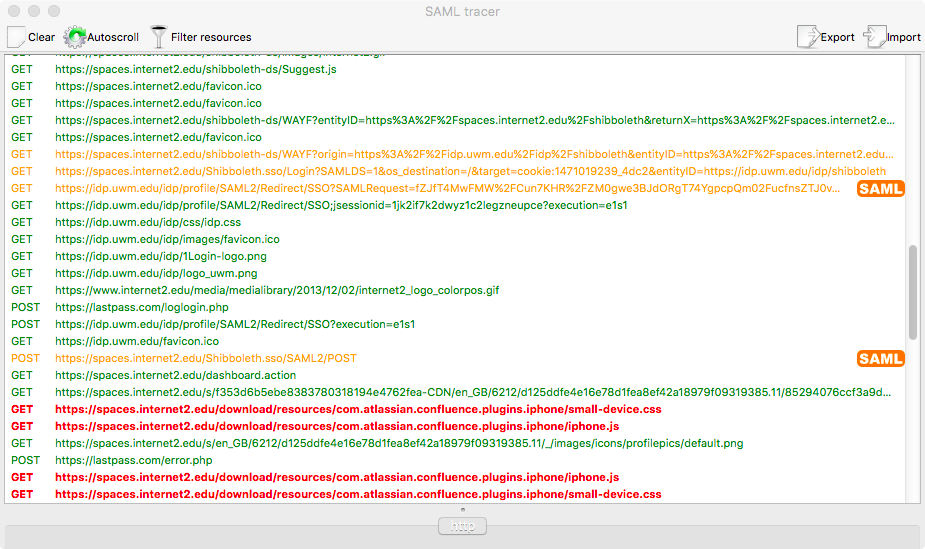 SAML tracer
Clear Autoscroll Filter resources Export Import
GET https://spaces.internet2.edu/shibboleth-ds/Suggest.js
GET https://spaces.internet2.edu/favicon.ico
GET https://spaces.internet2.edu/favicon.ico
GET https://spaces.internet2.edu/shibboleth-ds/WAYF?entityID=https%3A%2F%2Fspaces.internet2.edu%2Fshibboleth&returnX=https%3A%2F%2Fspaces.internet2.e...
GET https://spaces.internet2.edu/favicon.ico
GET https://spaces.internet2.edu/shibboleth-ds/WAYF?origin=https%3A%2F%2Fidp.uwm.edu%2Fidp%2Fshibboleth&entityID=https%3A%2F%2Fspaces.internet2.edu...
GET https://spaces.internet2.edu/Shibboleth.sso/Login?SAMLDS=1&os_destination=/&target=cookie:1471019239_4dc2&entityID=https://idp.uwm.edu/idp/shibboleth
GET https://idp.uwm.edu/idp/profile/SAML2/Redirect/SSO?SAMLRequest=fZJfT4MwFMW%2FCun7KHR%2FZM0gwe3BJdORgT74YgpcpQm02FucfnsZTJ0v... SAML
GET https://idp.uwm.edu/idp/profile/SAML2/Redirect/SSO;jsessionid=1jk2if7k2dwyz1c2legzneupce?execution=e1s1
GET https://idp.uwm.edu/idp/css/idp.css
GET https://idp.uwm.edu/idp/images/favicon.ico
GET https://idp.uwm.edu/idp/1Login-logo.png
GET https://idp.uwm.edu/idp/logo_uwm.png
GET https://www.internet2.edu/media/medialibrary/2013/12/02/internet2_logo_colorpos.gif
POST https://lastpass.com/loglogin.php
POST https://idp.uwm.edu/idp/profile/SAML2/Redirect/SSO?execution=e1s1
GET https://idp.uwm.edu/favicon.ico
POST https://spaces.internet2.edu/Shibboleth.sso/SAML2/POST SAML
GET https://spaces.internet2.edu/dashboard.action
GET https://spaces.internet2.edu/s/f353d6b5ebe8383780318194e4762fea-CDN/en_GB/6212/d125ddfe4e16e78d1fea8ef42a18979f09319385.11/85294076ccf3a9d...
GET https://spaces.internet2.edu/download/resources/com.atlassian.confluence.plugins.iphone/small-device.css
GET https://spaces.internet2.edu/download/resources/com.atlassian.confluence.plugins.iphone/iphone.js
GET https://spaces.internet2.edu/s/en_GB/6212/d125ddfe4e16e78d1fea8ef42a18979f09319385.11/_/images/icons/profilepics/default.png
POST https://lastpass.com/error.php
GET https://spaces.internet2.edu/download/resources/com.atlassian.confluence.plugins.iphone/iphone.js
GET https://spaces.internet2.edu/download/resources/com.atlassian.confluence.plugins.iphone/small-device.css
http